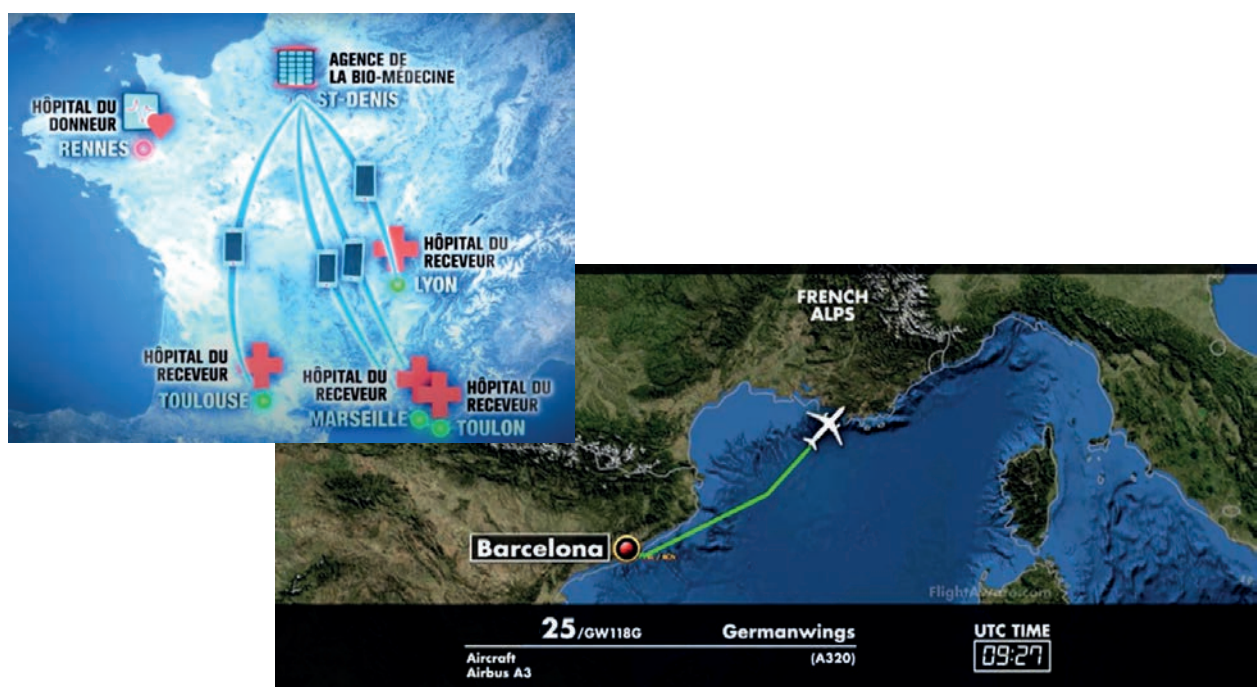 AGENCE DE
LA BIO-MÉDECINE
ST-DENIS
HÔPITAL DU
DONNEUR
RENNES
HÔPITAL DU
RECEVEUR
LYON
HÔPITAL DU
RECEVEUR
TOULOUSE
HÔPITAL DU
RECEVEUR
MARSEILLE
HÔPITAL DU
RECEVEUR
TOULON
FRENCH
ALPS
Barcelona
FlightAware.com
25/GW118G Germanwings
Aircraft (A320)
Airbus A3
UTC TIME
09:27